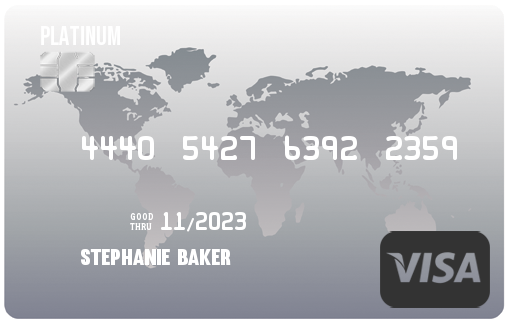 PLATINUM
4440 5427 6392 2359
GOOD
THRU 11/2023
STEPHANIE BAKER
VISA